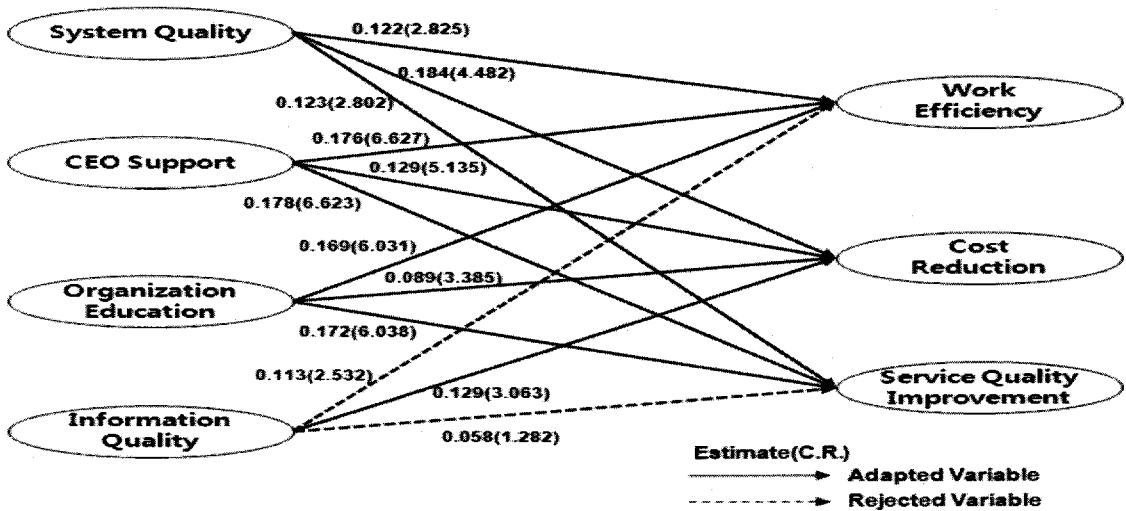 System Quality
0.122(2.825)
0.184(4.482)
0.123(2.802)
Work
Efficiency
CEO Support
0.176(6.627)
0.129(5.135)
0.178(6.623)
Organization
Education
0.169(6.031)
0.089(3.385)
0.172(6.038)
Cost
Reduction
Information
Quality
0.113(2.532)
0.129(3.063)
0.058(1.282)
Service Quality
Improvement
Estimate(C.R.)
Adapted Variable
Rejected Variable